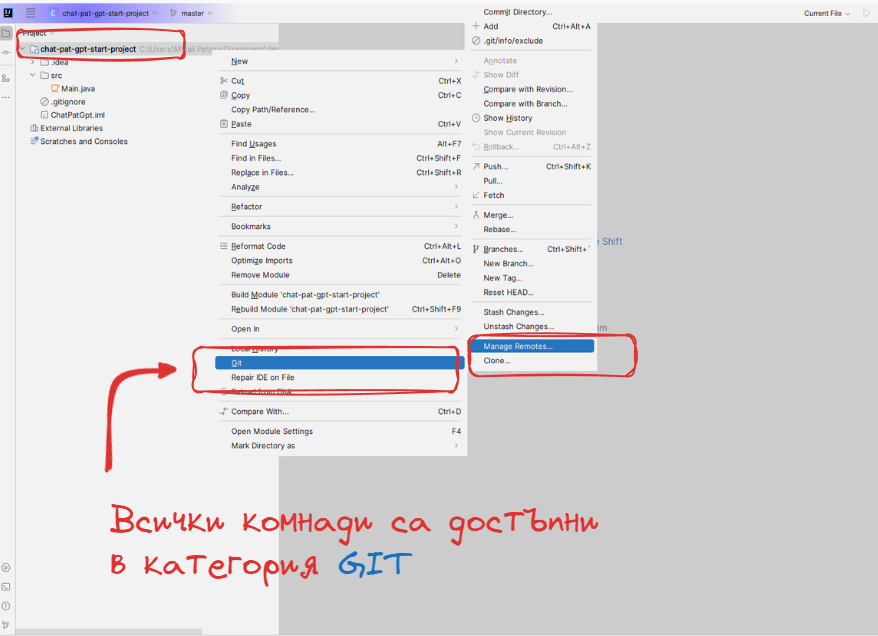 chat-pat-gpt-start-project
master
Current File
Project
chat-pat-gpt-start-project
.idea
src
Main.java
.gitignore
ChatPatGpt.iml
External Libraries
Scratches and Consoles
New
Cut Ctrl+X
Copy Ctrl+C
Copy Path/Reference...
Paste Ctrl+V
Find Usages Alt+F7
Find in Files... Ctrl+Shift+F
Replace in Files... Ctrl+Shift+R
Analyze
Refactor
Bookmarks
Reformat Code Ctrl+Alt+L
Optimize Imports Ctrl+Alt+O
Remove Module Delete
Build Module 'chat-pat-gpt-start-project'
Rebuild Module 'chat-pat-gpt-start-project' Ctrl+Shift+F9
Open In
Local History
Git
Repair IDE on File
Reload from Disk
Compare With... Ctrl+D
Open Module Settings F4
Mark Directory as
Commit Directory...
Add Ctrl+Alt+A
.git/info/exclude
Annotate
Show Diff
Compare with Revision...
Compare with Branch...
Show History
Show Current Revision
Rollback... Ctrl+Alt+Z
Push... Ctrl+Shift+K
Pull...
Fetch
Merge...
Rebase...
Branches... Ctrl+Shift+`
New Branch...
New Tag...
Reset HEAD...
Stash Changes...
Unstash Changes...
Manage Remotes...
Clone...
Shift
Всички комнади са достъпни
в категория GIT